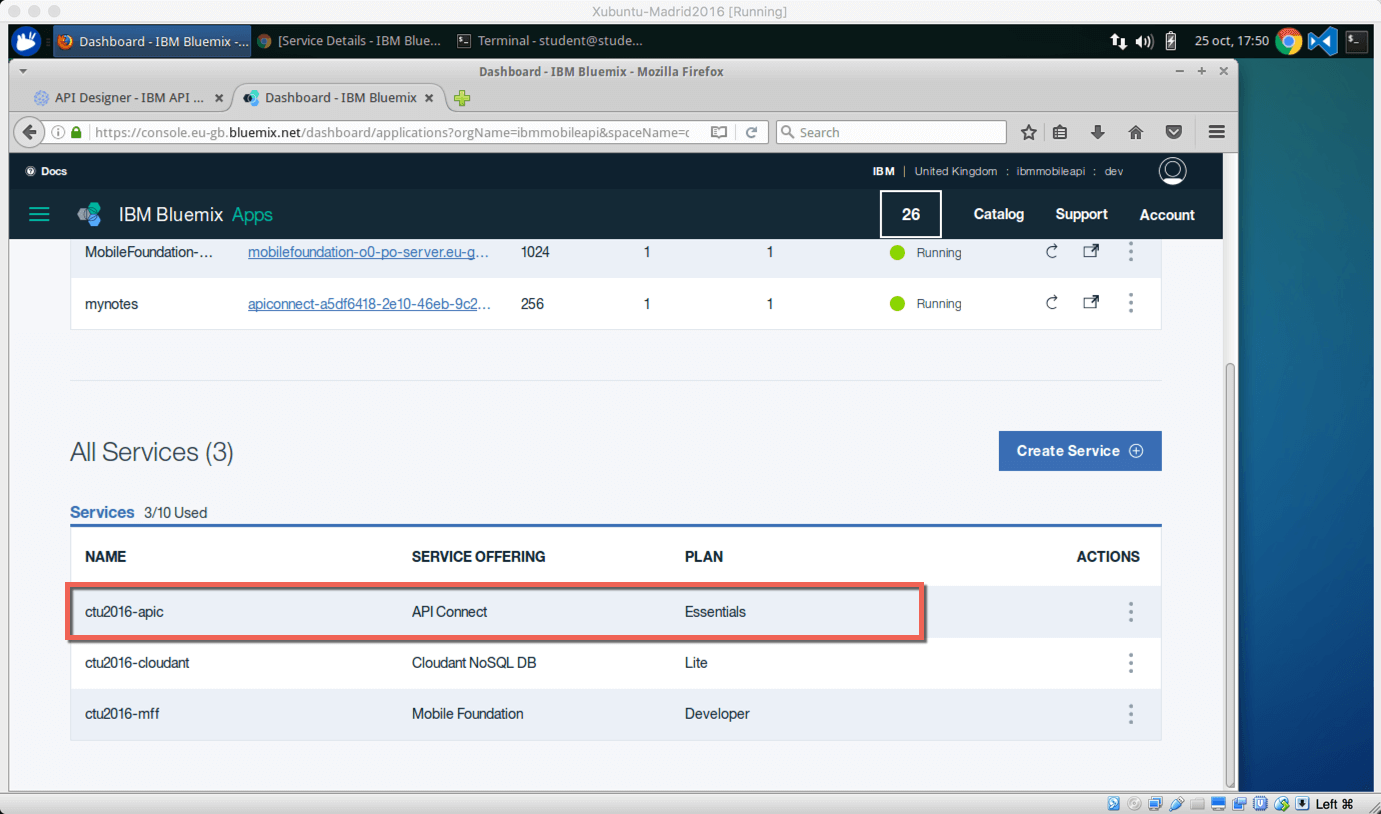 Xubuntu-Madrid2016 [Running]
Dashboard - IBM Bluemix -... [Service Details - IBM Blue... Terminal - student@stude... 25 oct, 17:50
Dashboard - IBM Bluemix - Mozilla Firefox
API Designer - IBM API ... Dashboard - IBM Bluemix
https://console.eu-gb.bluemix.net/dashboard/applications?orgName=ibmmobileapi&spaceName=c Search
Docs IBM | United Kingdom : ibmmobileapi : dev
IBM Bluemix Apps 26 Catalog Support Account
MobileFoundation-... mobilefoundation-o0-po-server.eu-g... 1024 1 1 Running
mynotes apiconnect-a5df6418-2e10-46eb-9c2... 256 1 1 Running
All Services (3) Create Service
Services 3/10 Used
NAME SERVICE OFFERING PLAN ACTIONS
ctu2016-apic API Connect Essentials
ctu2016-cloudant Cloudant NoSQL DB Lite
ctu2016-mff Mobile Foundation Developer
Left ⌘